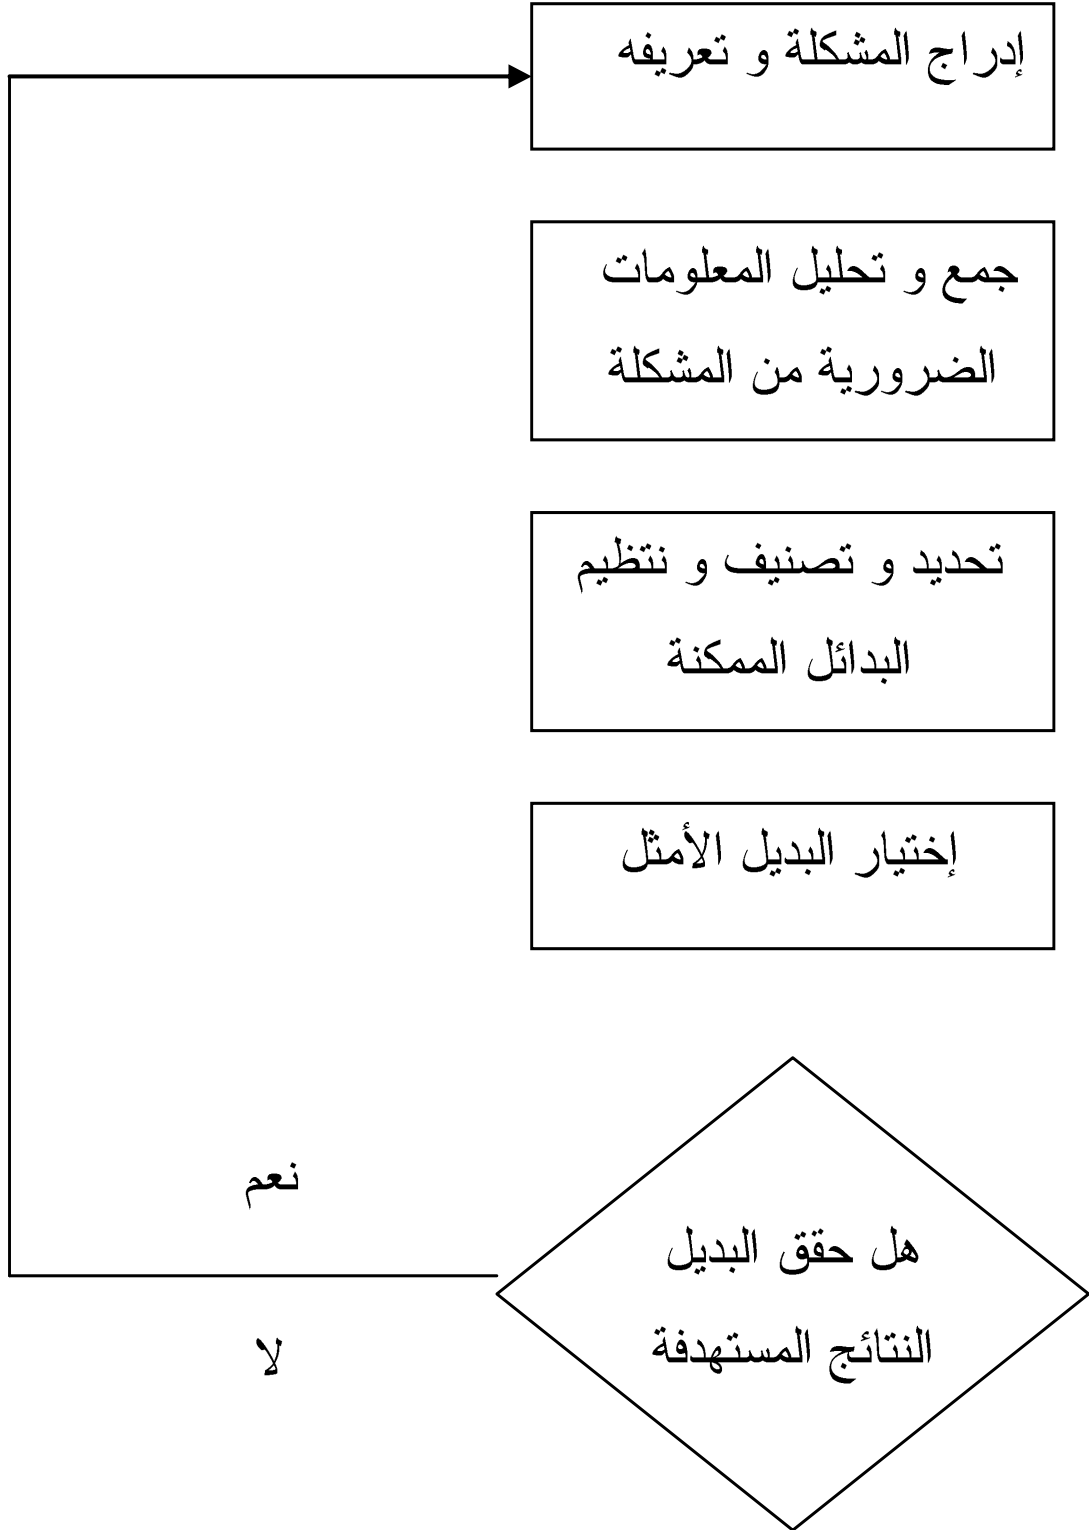 إدراج المشكلة و تعريفه
جمع و تحليل المعلومات
الضرورية من المشكلة
تحديد و تصنيف و نتظيم
البدائل الممكنة
إختيار البديل الأمثل
نعم
هل حقق البديل
النتائج المستهدفة
لا